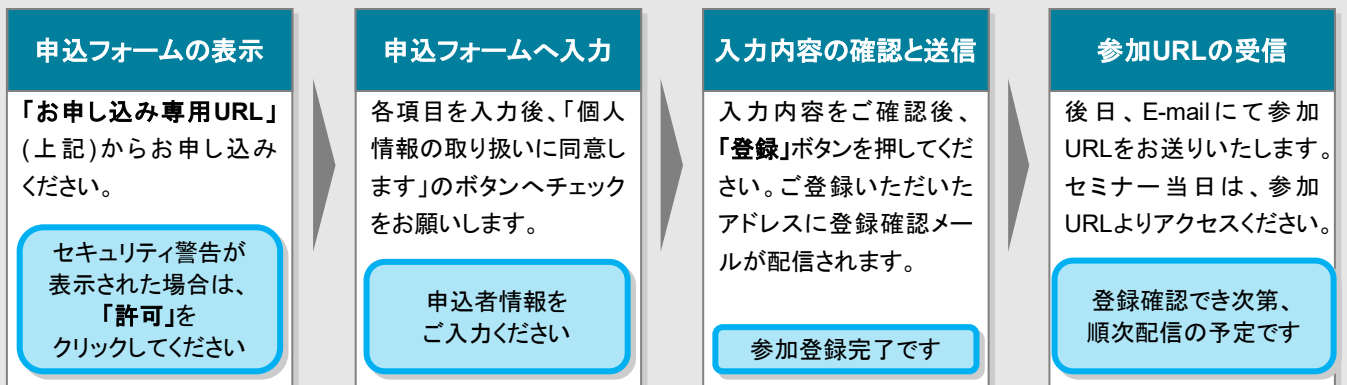 申込フォームの表示
「お申し込み専用URL」
(上記)からお申し込み
ください。
セキュリティ警告が
表示された場合は、
「許可」を
クリックしてください
申込フォームへ入力
各項目を入力後、「個人
情報の取り扱いに同意し
ます」のボタンへチェック
をお願いします。
申込者情報を
ご入力ください
入力内容の確認と送信
入力内容をご確認後、
「登録」ボタンを押してくだ
さい。ご登録いただいた
アドレスに登録確認メー
ルが配信されます。
参加登録完了です
参加URLの受信
後日、E-mailにて参加
URLをお送りいたします。
セミナー当日は、参加
URLよりアクセスください。
登録確認でき次第、
順次配信の予定です